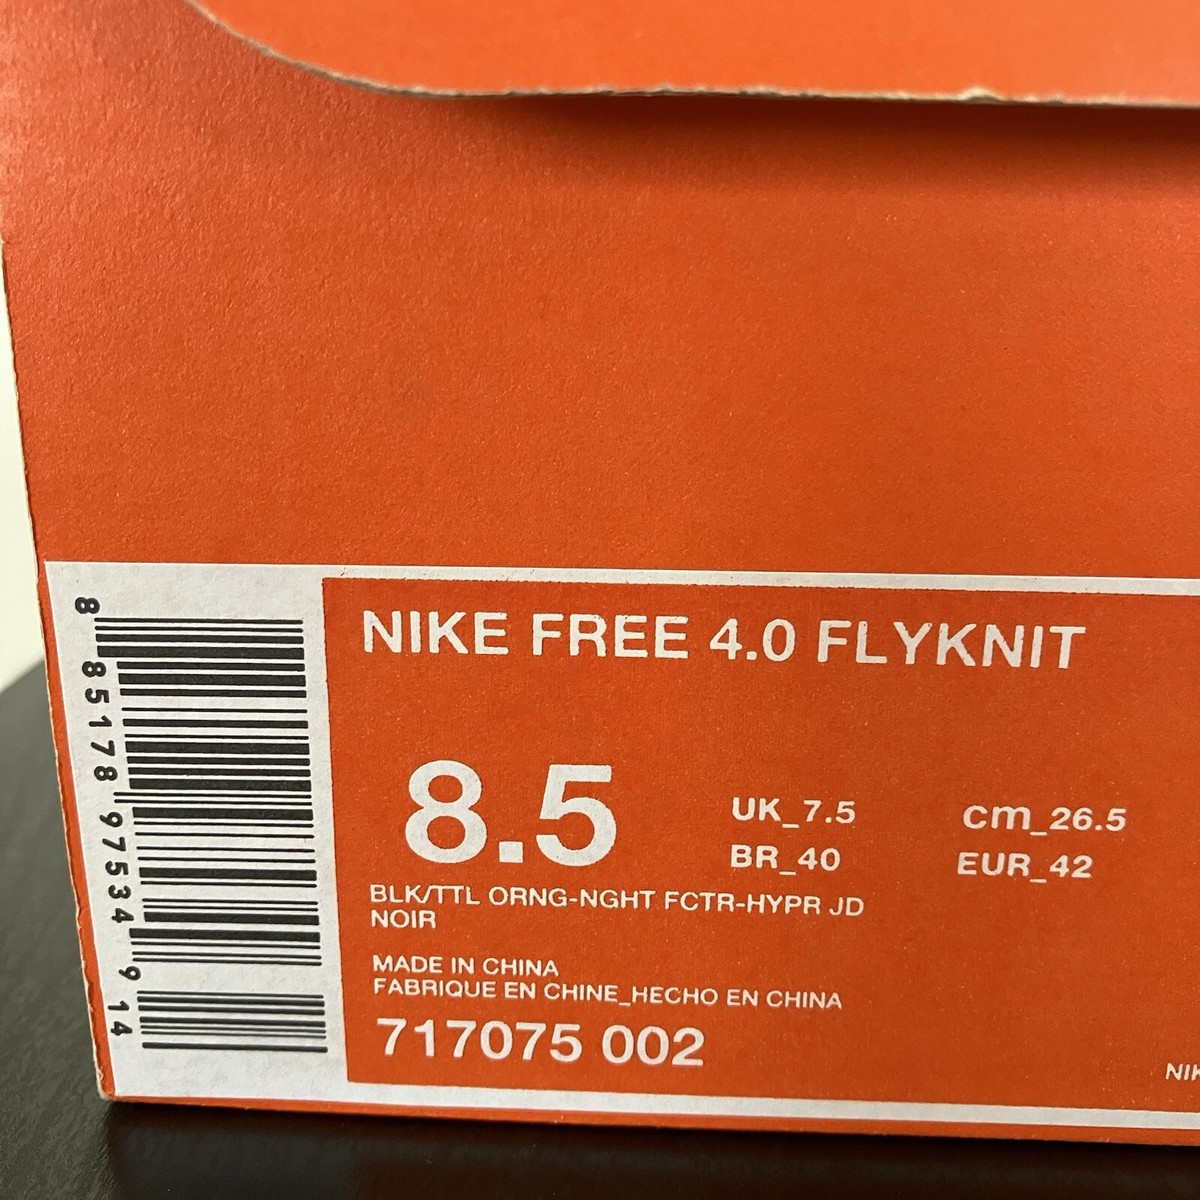 8 85178 97534 9 14
NIKE FREE 4.0 FLYKNIT
8.5
UK_7.5
cm_26.5
BR_40
EUR_42
BLK/TTL ORNG-NGHT FCTR-HYPR JD
NOIR
MADE IN CHINA
FABRIQUE EN CHINE_HECHO EN CHINA
717075 002